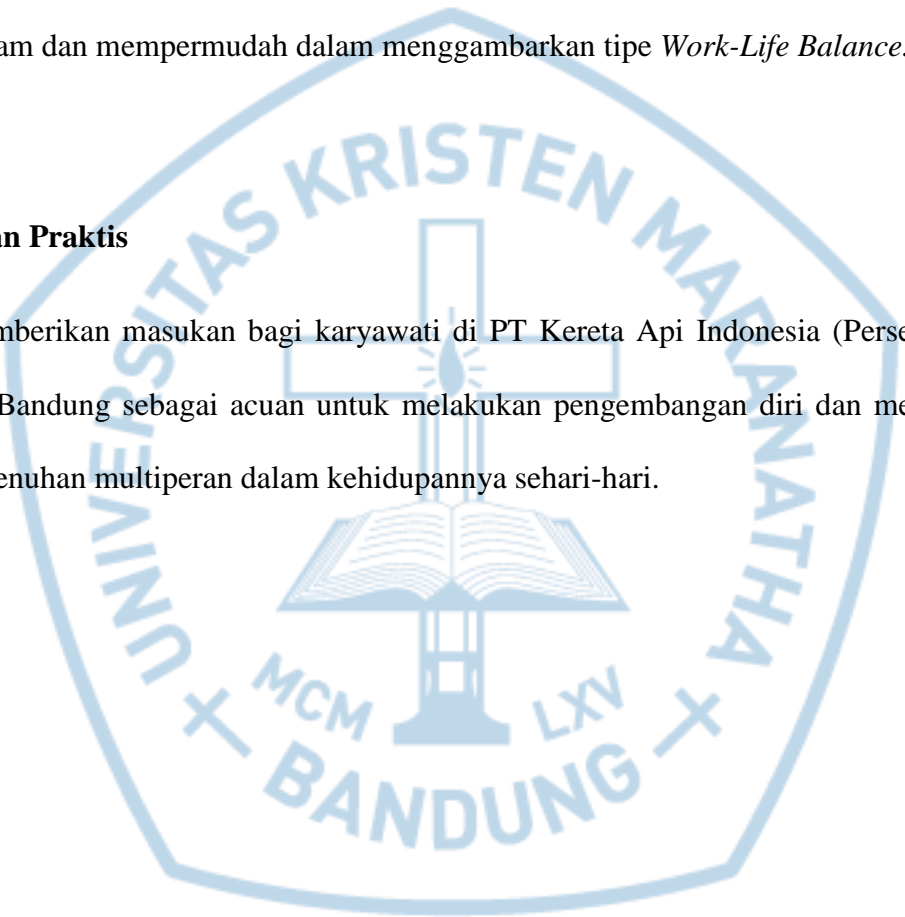 am dan mempermudah dalam menggambarkan tipe Work-Life Balance.
an Praktis
mberikan masukan bagi karyawati di PT Kereta Api Indonesia (Perse
Bandung sebagai acuan untuk melakukan pengembangan diri dan me
enuhan multiperan dalam kehidupannya sehari-hari.
UNIVERSITAS KRISTEN MARANATHA
MCM LXV
BANDUNG